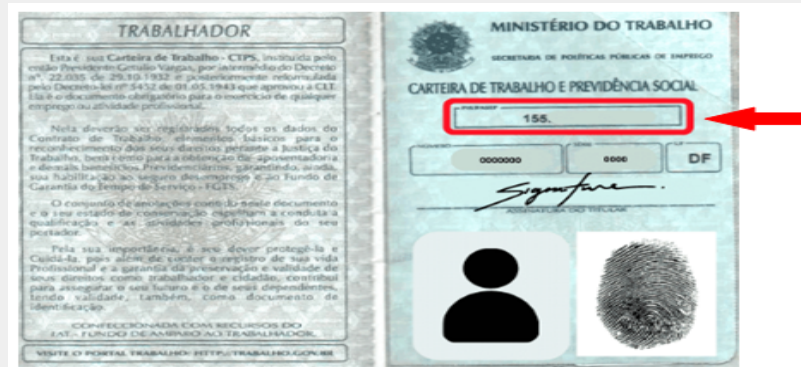 TRABALHADOR
Esta é sua Carteira de Trabalho - CTPS, instituída pelo
então Presidente Getúlio Vargas, por intermédio do Decreto
nº. 22.035 de 29.10.1932 e posteriormente reformulada
pelo Decreto-lei nº 5452 de 01.05.1943 que aprovou a CLT.
Ela é o documento obrigatório para o exercício de qualquer
emprego ou atividade profissional.
Nela deverão ser registrados todos os dados do
Contrato de Trabalho, elementos básicos para o
reconhecimento dos seus direitos perante a Justiça do
Trabalho, bem como para a obtenção da aposentadoria
e demais benefícios Previdenciários, garantindo, ainda,
sua habilitação ao seguro desemprego e ao Fundo de
Garantia do Tempo de Serviço - FGTS.
O conjunto de anotações contido neste documento
e o seu estado de conservação espelham a conduta a
qualificação e as atividades profissionais do seu
portador.
Pela sua importância, é seu dever protegê-la e
Cuidá-la, pois além de conter o registro de sua vida
Profissional e a garantia da preservação e validade de
seus direitos como trabalhador e cidadão, contribui
para assegurar o seu futuro e o de seus dependentes,
tendo validade, também, como documento de
identificação.
CONFECCIONADA COM RECURSOS DO
FAT - FUNDO DE AMPARO AO TRABALHADOR.
VISITE O PORTAL TRABALHO: HTTP://TRABALHO.GOV.BR
MINISTÉRIO DO TRABALHO
SECRETARIA DE POLÍTICAS PÚBLICAS DE EMPREGO
CARTEIRA DE TRABALHO E PREVIDÊNCIA SOCIAL
PIS/PASEP
155.
NÚMERO SÉRIE UF
0000000 0000 DF
Signature
ASSINATURA DO TITULAR